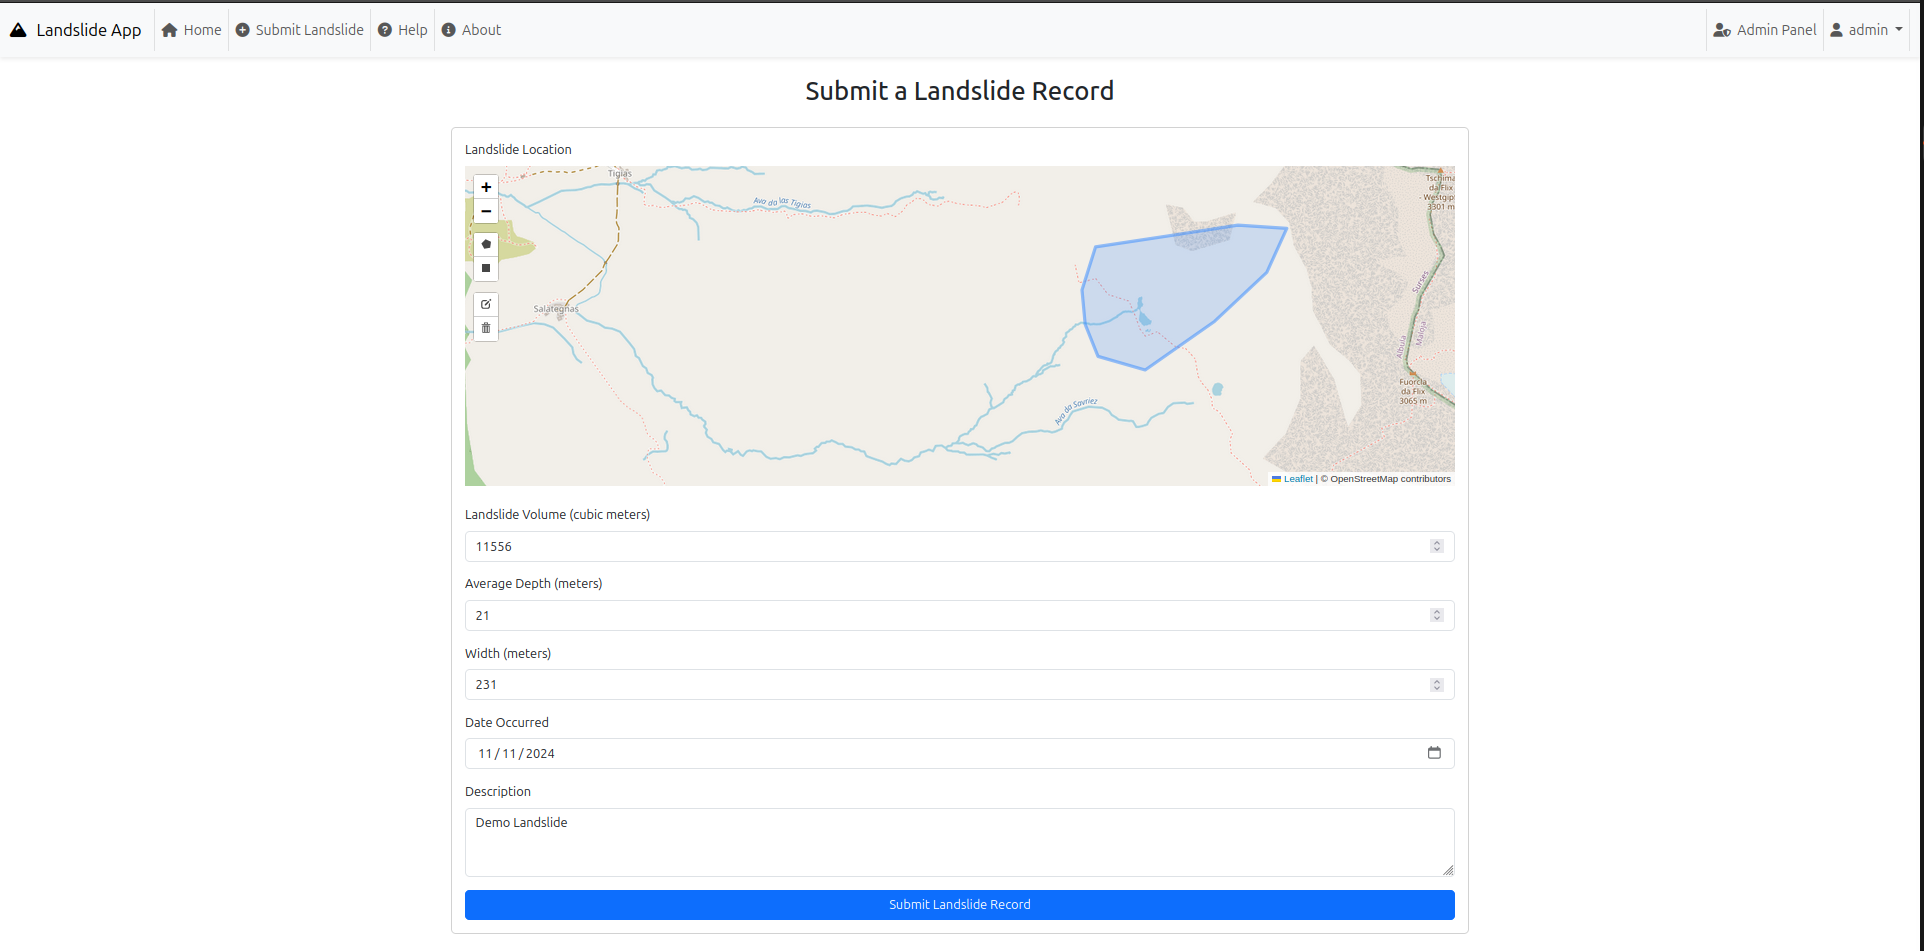 Landslide App Home Submit Landslide Help About Admin Panel admin
Submit a Landslide Record
Landslide Location
+
−
Tigias
Ava da las Tigias
Tschima
da Flix
- Westgip
3301 m
Salategnas
Surses
Albula
Maloja
Fuorcla
da Flix
3065 m
Ava da Savriez
Leaflet | © OpenStreetMap contributors
Landslide Volume (cubic meters)
11556
Average Depth (meters)
21
Width (meters)
231
Date Occurred
11/11/2024
Description
Demo Landslide
Submit Landslide Record